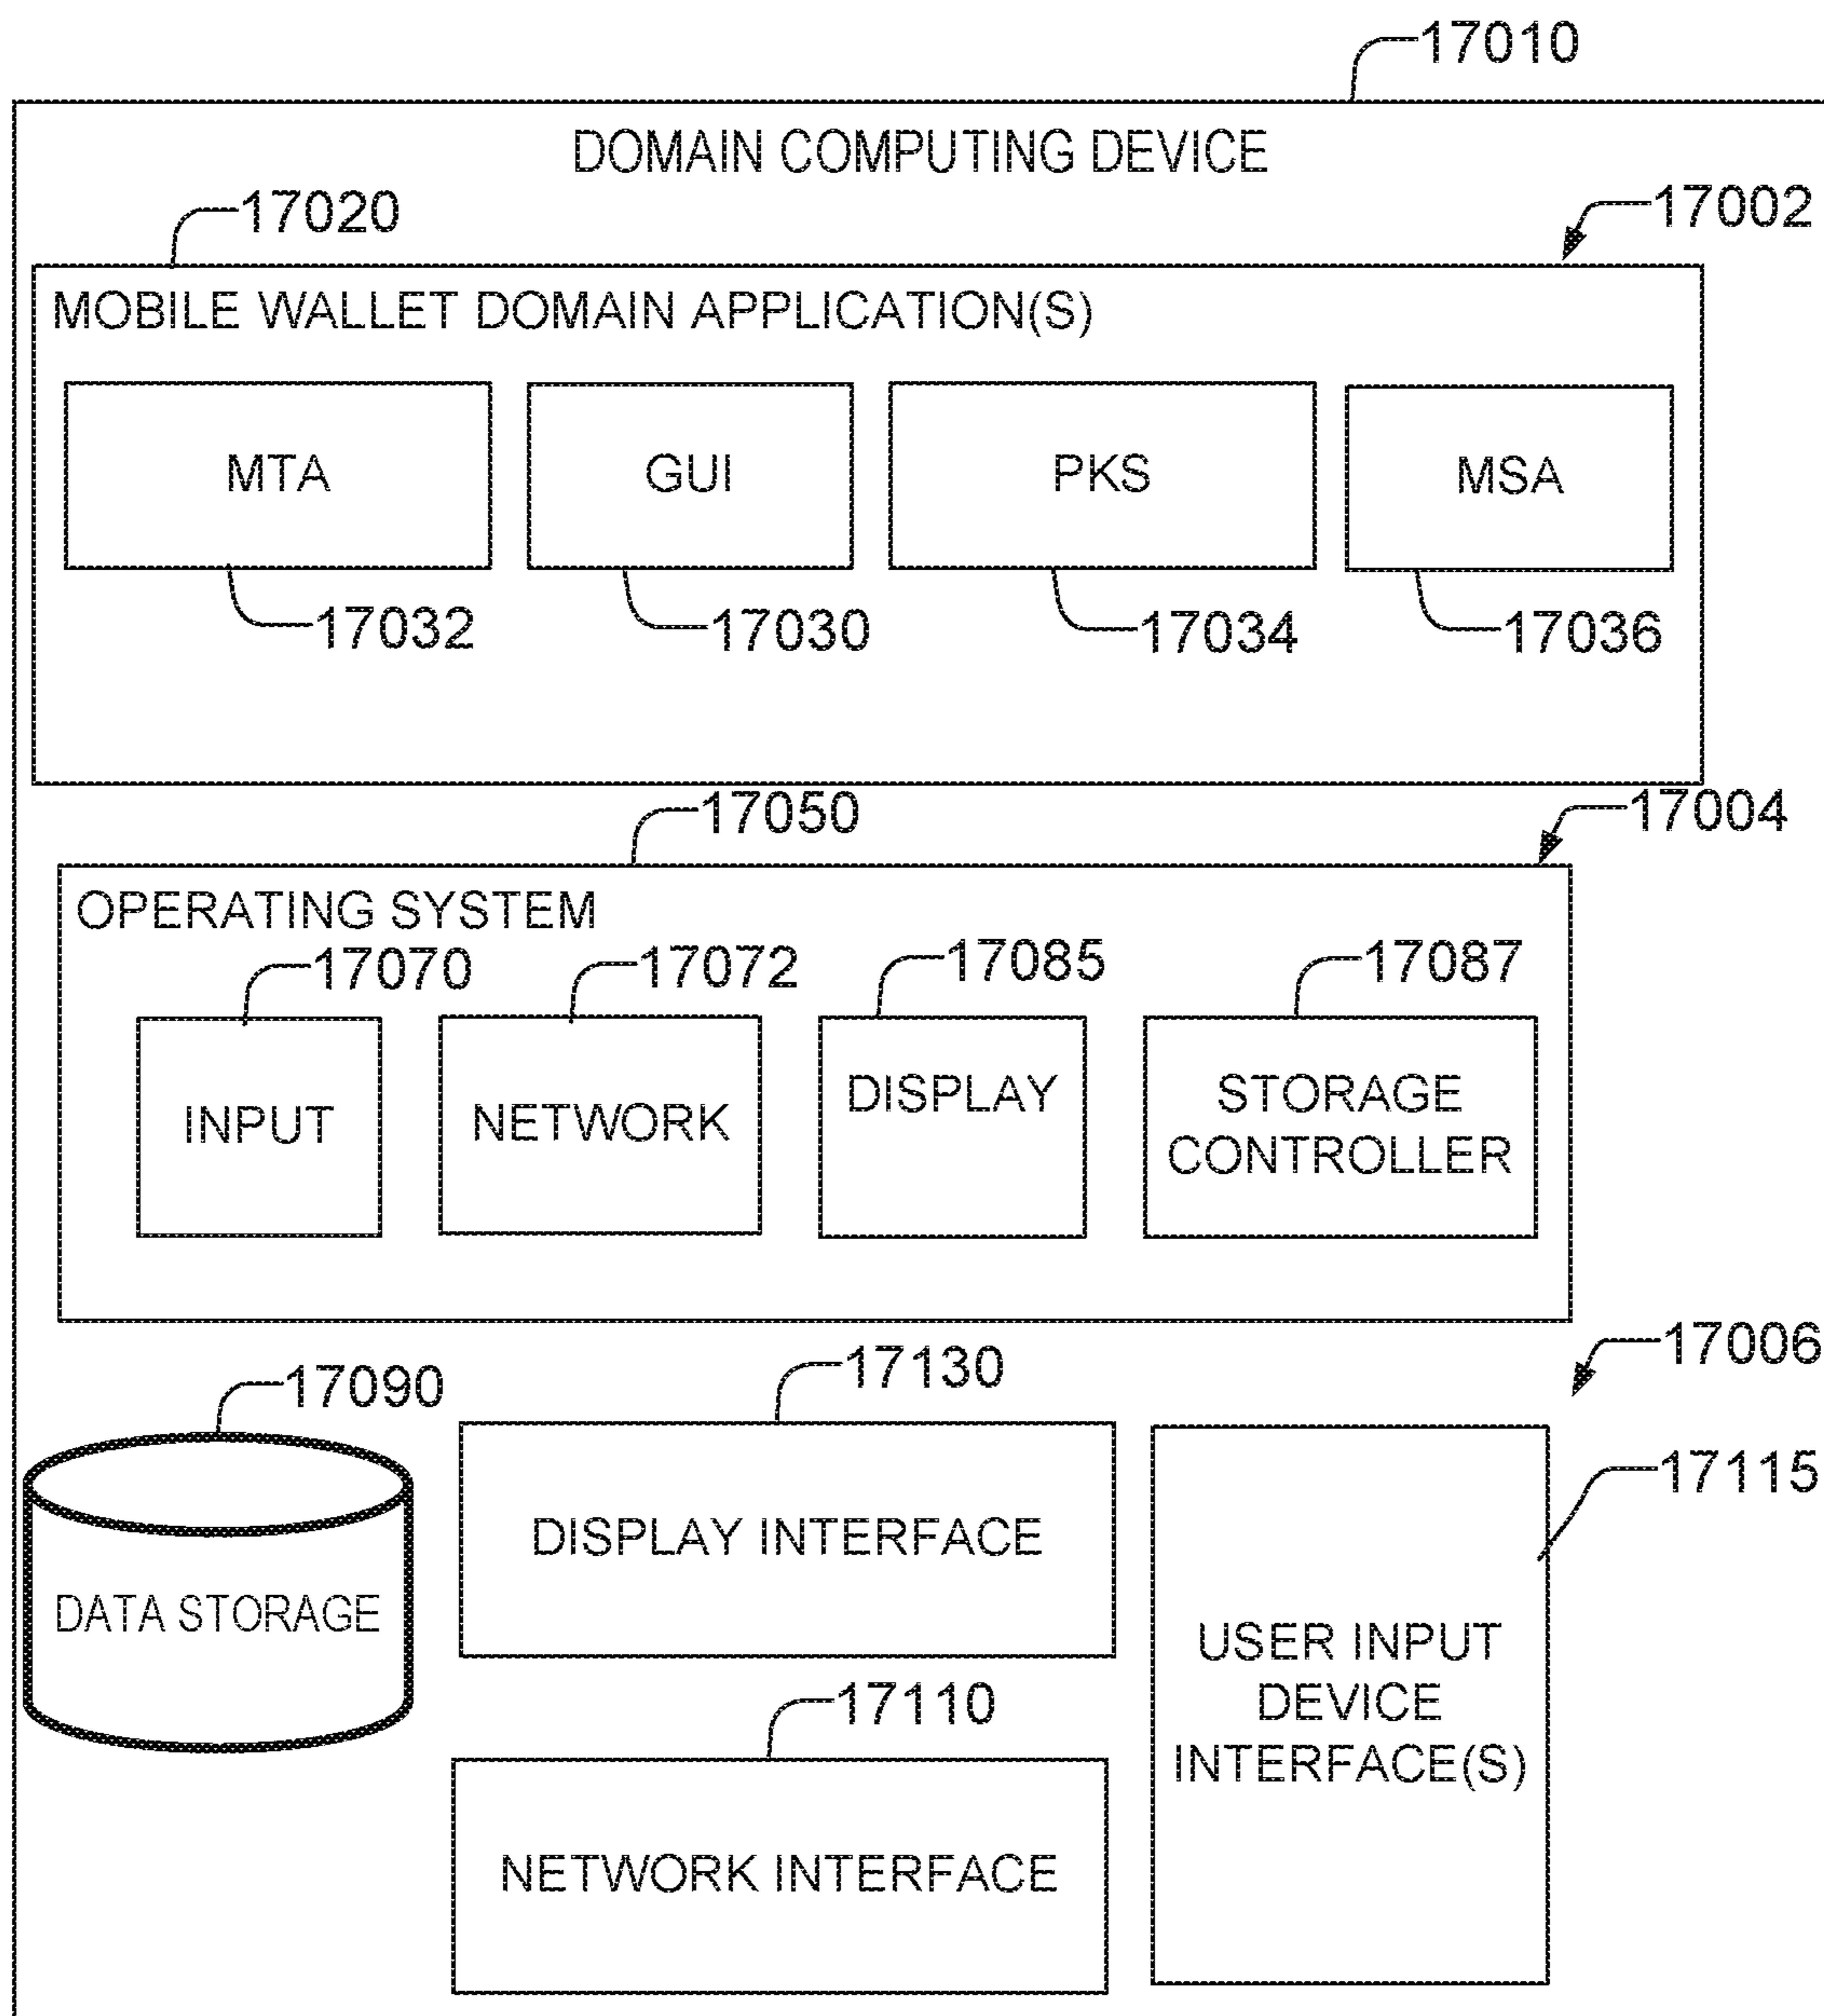 17010
DOMAIN COMPUTING DEVICE
17020
17002
MOBILE WALLET DOMAIN APPLICATION(S)
MTA
GUI
PKS
MSA
17032
17030
17034
17036
17050
17004
OPERATING SYSTEM
17070
17072
17085
17087
INPUT
NETWORK
DISPLAY
STORAGE
CONTROLLER
17006
17090
17130
17115
DATA STORAGE
DISPLAY INTERFACE
USER INPUT
DEVICE
INTERFACE(S)
17110
NETWORK INTERFACE